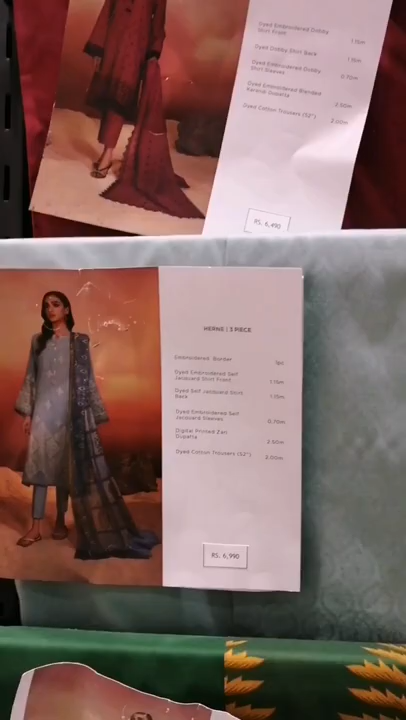 Dyed Embroidered Dobby
Shirt Front 1.15m
Dyed Dobby Shirt Back 1.15m
Dyed Embroidered Dobby
Shirt Sleeves 0.70m
Dyed Embroidered Blended
Dupatta 2.50m
Dyed Cotton Trousers (52") 2.00m
RS. 6,490
HERNE | 3 PIECE
Embroidered Border 1pc
Dyed Embroidered Self
Jacquard Shirt Front 1.15m
Dyed Self Jacquard Shirt
Back 1.15m
Dyed Embroidered Self
Jacquard Sleeves 0.70m
Digital Printed Zari
Dupatta 2.50m
Dyed Cotton Trousers (52") 2.00m
RS. 6,990